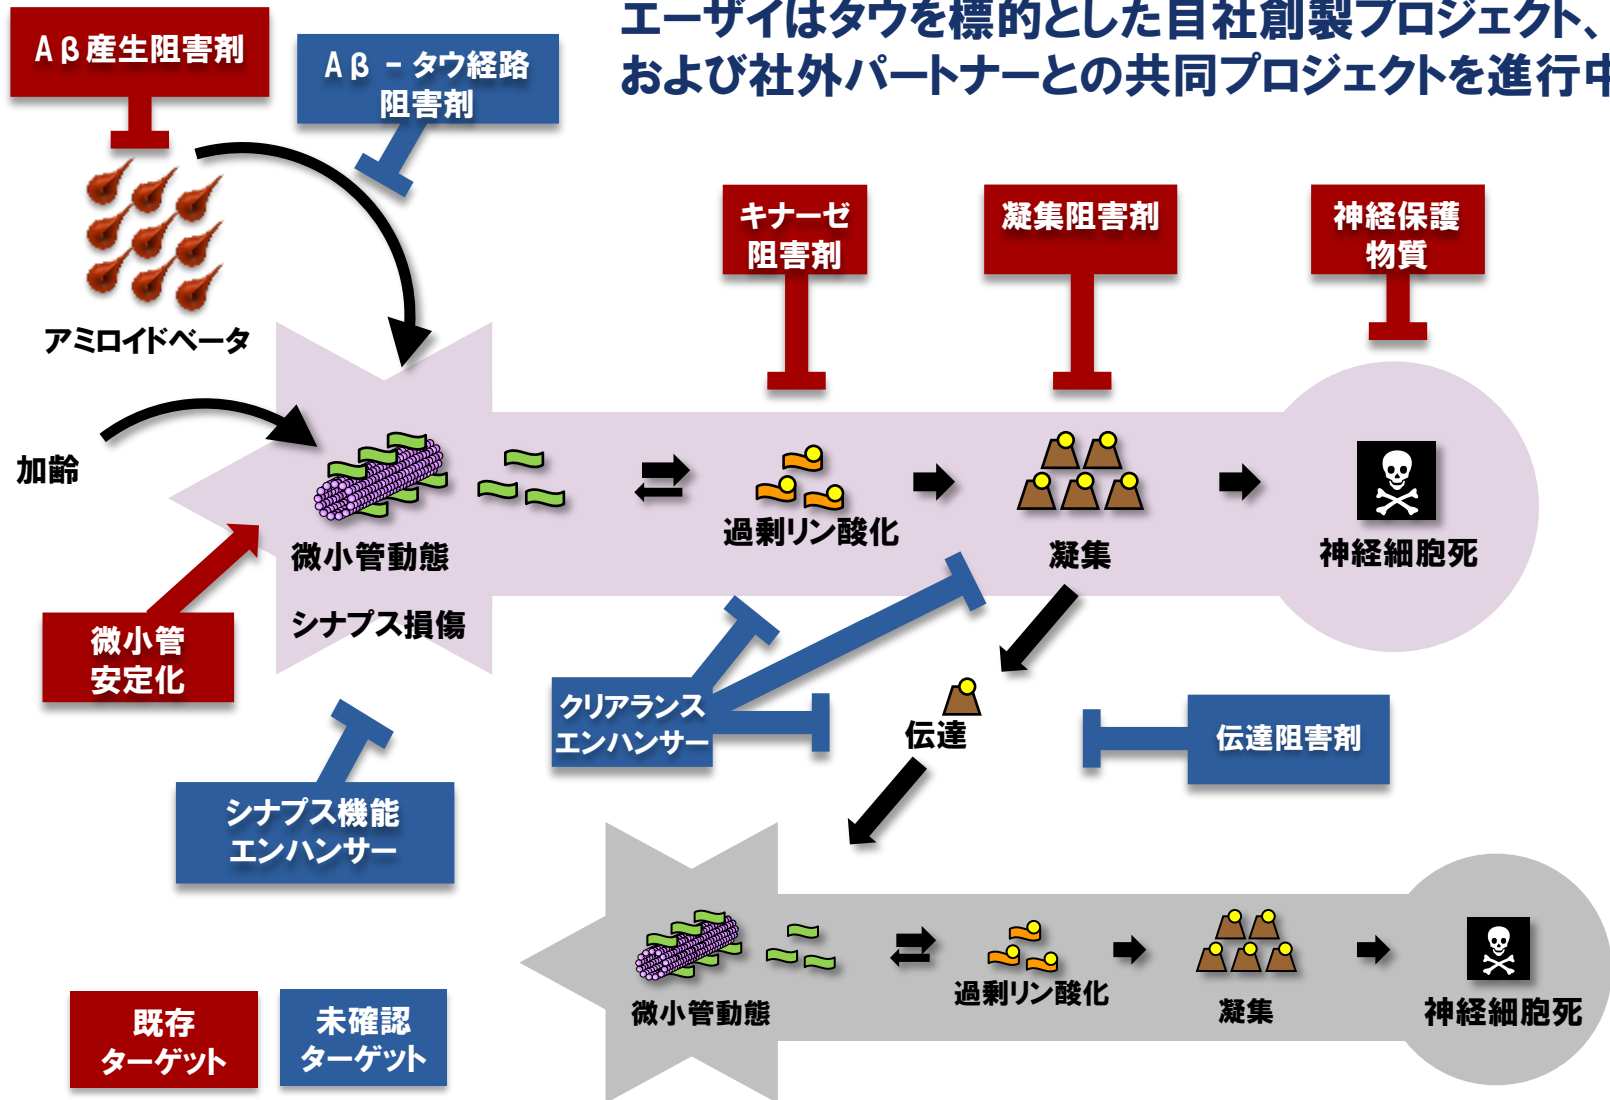 エーザイはタウを標的とした自社創製プロジェクト、
および社外パートナーとの共同プロジェクトを進行中
Aβ産生阻害剤
Aβ－タウ経路
阻害剤
キナーゼ
阻害剤
凝集阻害剤
神経保護
物質
アミロイドベータ
加齢
微小管動態
シナプス損傷
過剰リン酸化
凝集
神経細胞死
微小管
安定化
クリアランス
エンハンサー
伝達
伝達阻害剤
シナプス機能
エンハンサー
微小管動態
過剰リン酸化
凝集
神経細胞死
既存
ターゲット
未確認
ターゲット